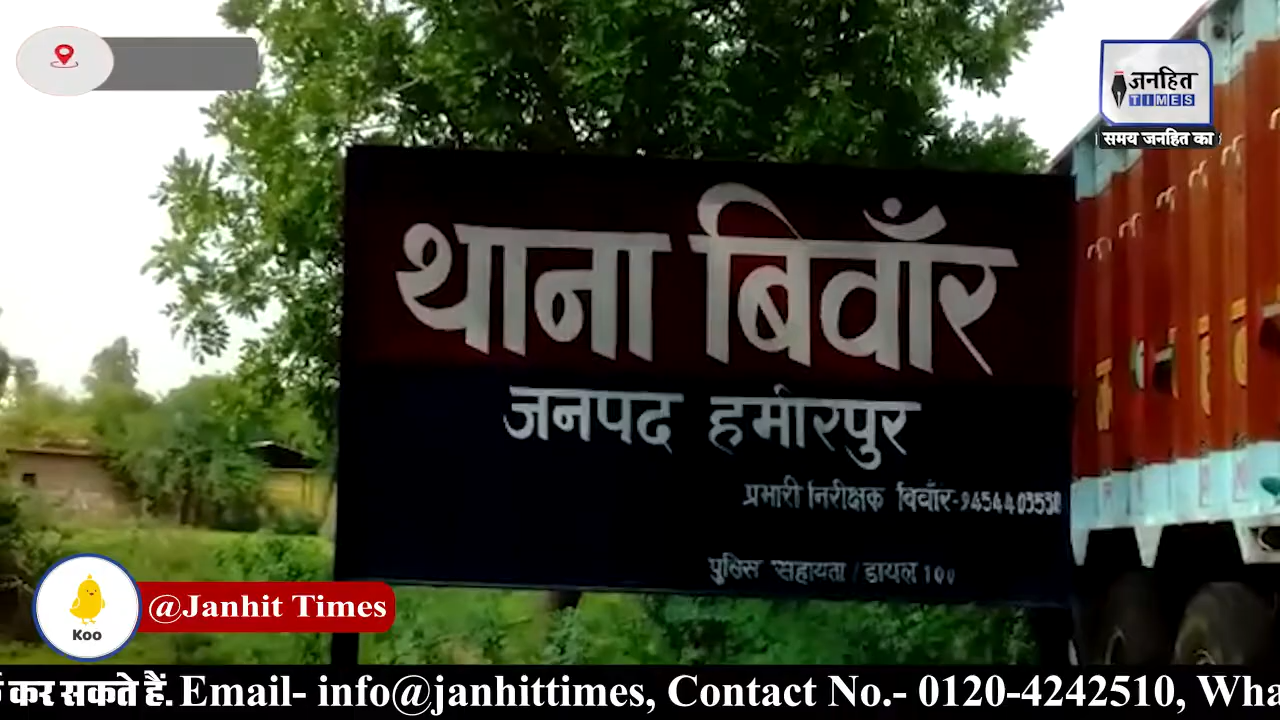 जनहित
TIMES
समय जनहित का
थाना बिवाँर
जनपद हमीरपुर
प्रभारी निरीक्षक बिवाँर-9454403538
पुलिस सहायता / डायल 100
Koo
@Janhit Times
कर सकते हैं. Email- info@janhittimes, Contact No.- 0120-4242510, Wha